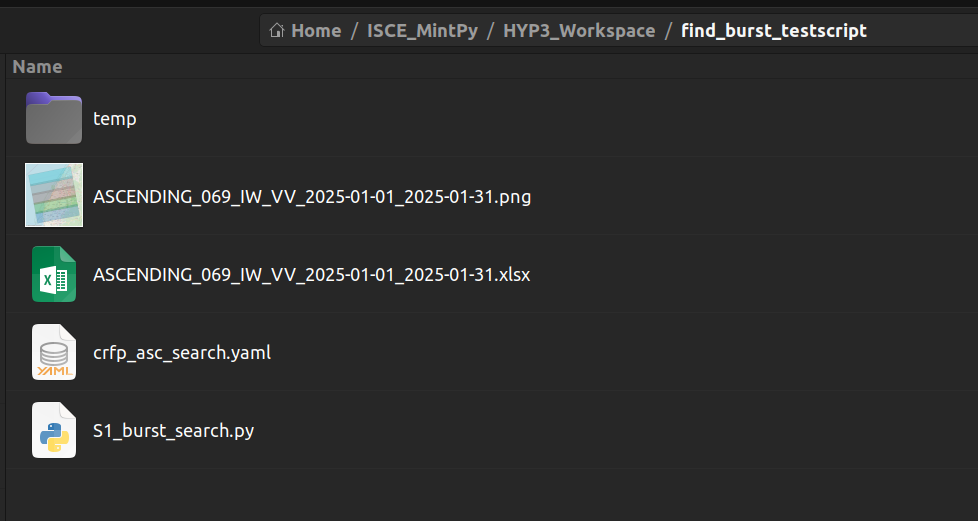 Home / ISCE_MintPy / HYP3_Workspace / find_burst_testscript
Name
temp
ASCENDING_069_IW_VV_2025-01-01_2025-01-31.png
X
ASCENDING_069_IW_VV_2025-01-01_2025-01-31.xlsx
YAML
crfp_asc_search.yaml
S1_burst_search.py